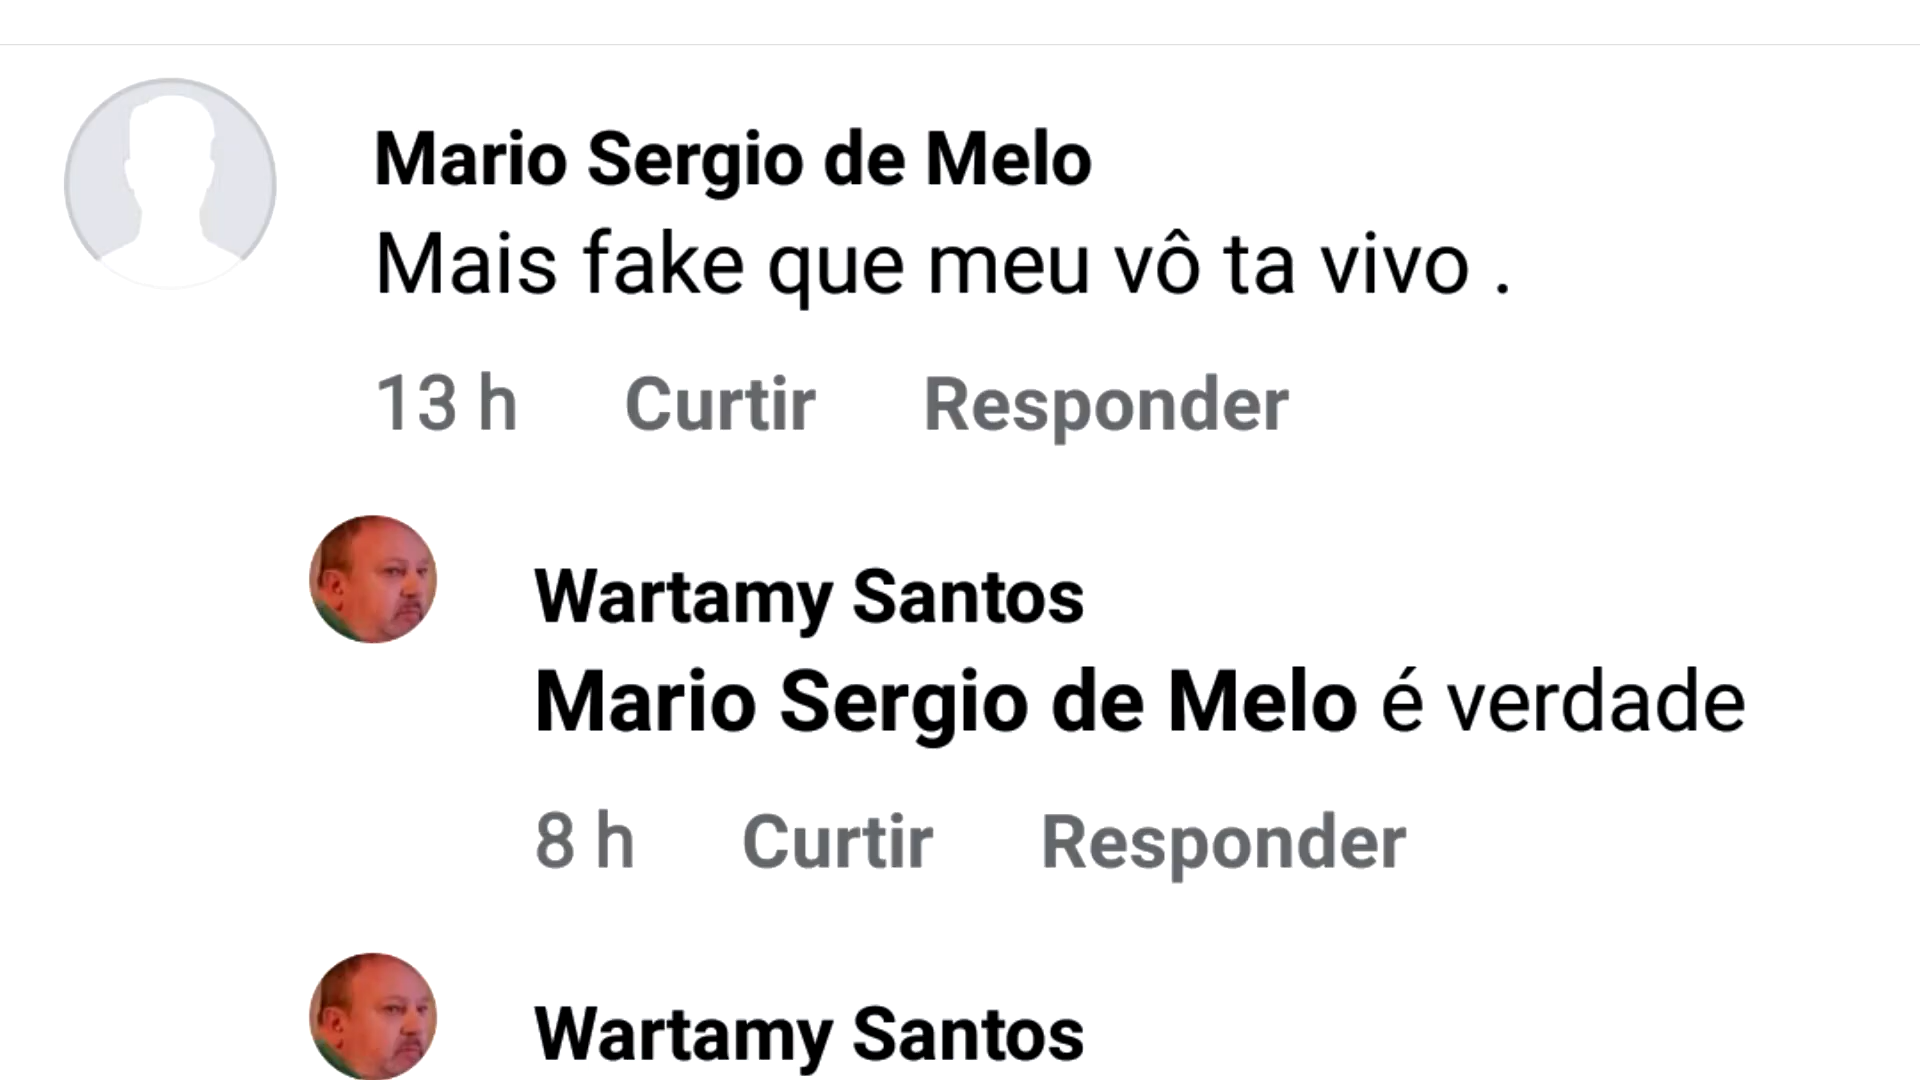 Mario Sergio de Melo
Mais fake que meu vô ta vivo .
13 h Curtir Responder
Wartamy Santos
Mario Sergio de Melo é verdade
8 h Curtir Responder
Wartamy Santos